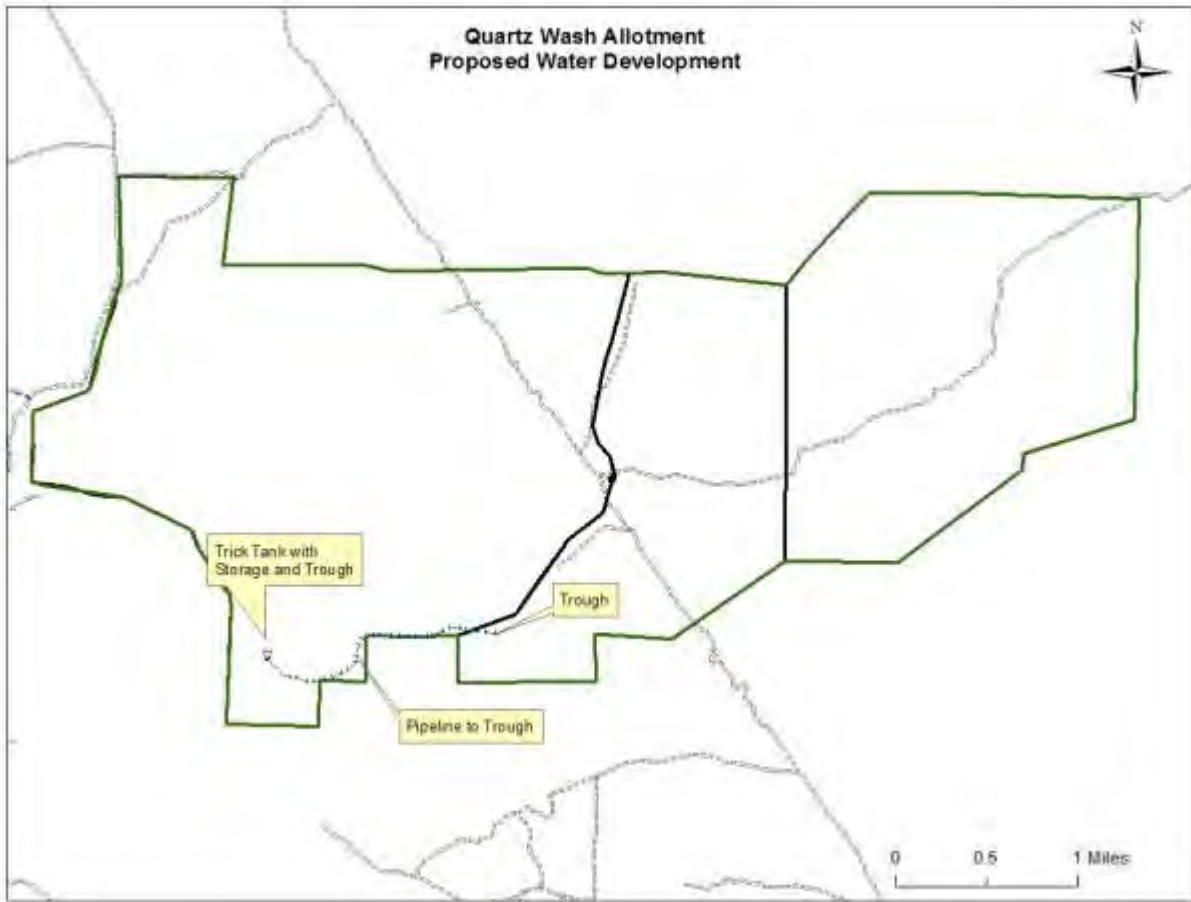 Quartz Wash Allotment
Proposed Water Development
N
Trick Tank with
Storage and Trough
Trough
Pipeline to Trough
0 0.5 1 Miles